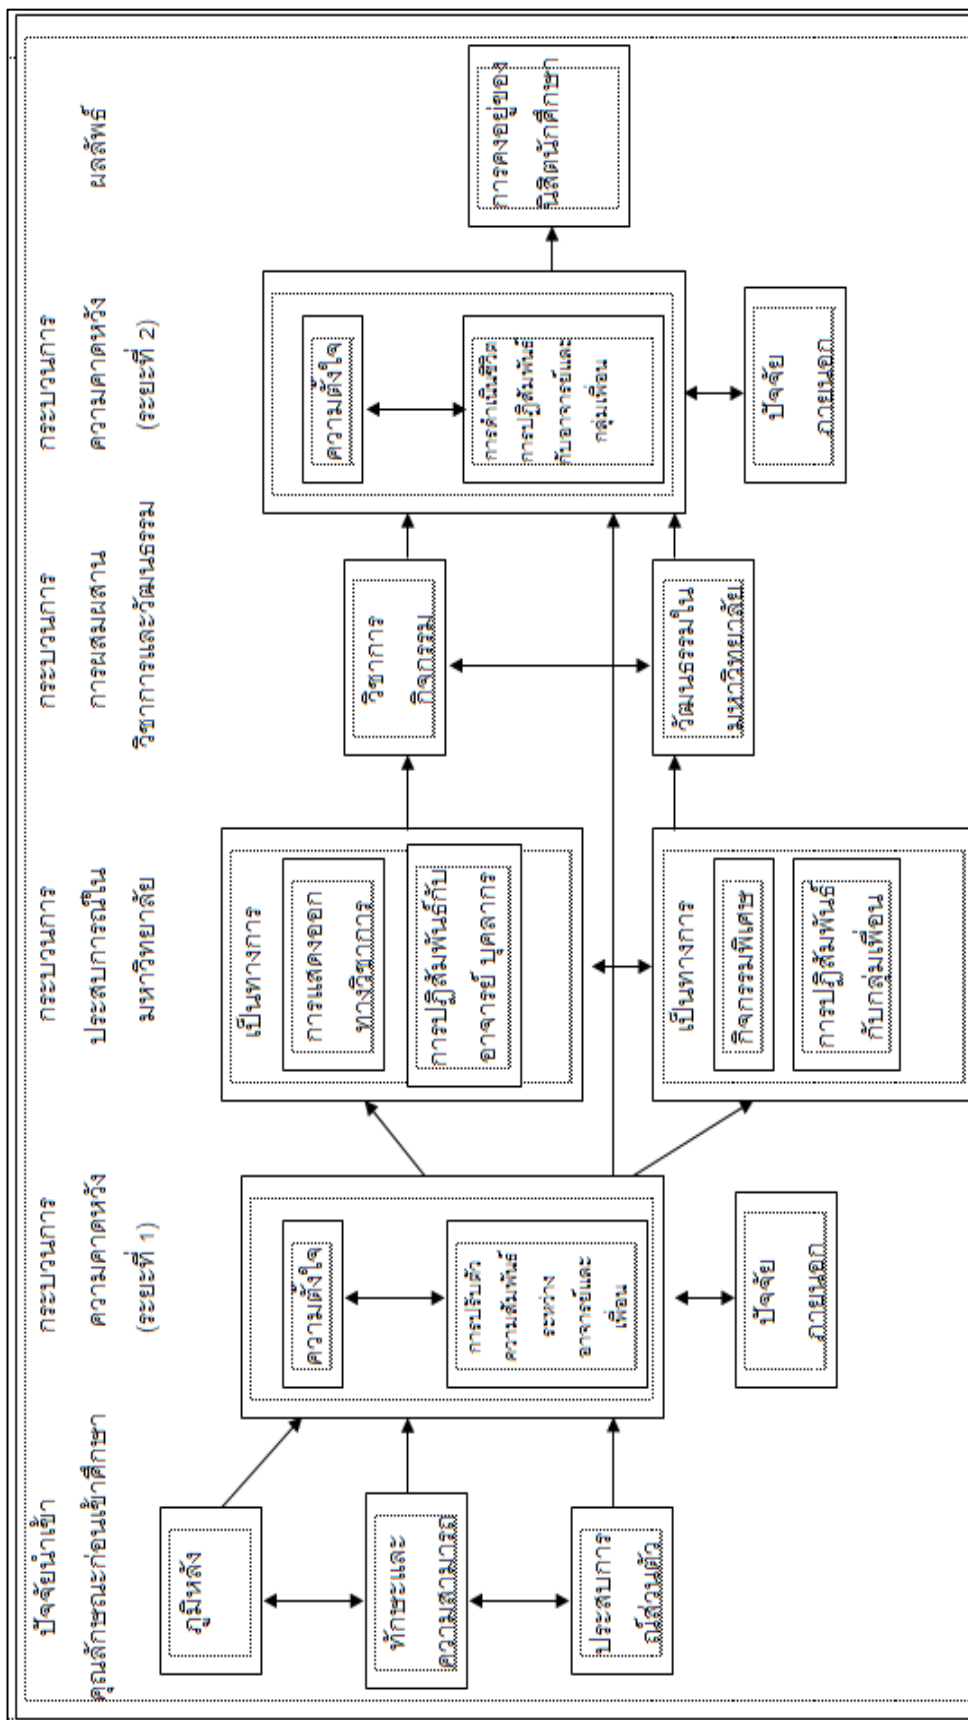 ปัจจัยนำเข้า
คุณลักษณะก่อนเข้าศึกษา
กระบวนการ
ความคาดหวัง
(ระยะที่ 1)
กระบวนการ
ประสบการณ์ใน
มหาวิทยาลัย
กระบวนการ
การผสมผสาน
วิชาการและวัฒนธรรม
กระบวนการ
ความคาดหวัง
(ระยะที่ 2)
ผลลัพธ์
ภูมิหลัง
ทักษะและ
ความสามารถ
ประสบการ
ณ์ส่วนตัว
ความตั้งใจ
การปรับตัว
ความสัมพันธ์
ระหว่าง
อาจารย์และ
เพื่อน
ปัจจัย
ภายนอก
เป็นทางการ
การแสดงออก
ทางวิชาการ
การปฏิสัมพันธ์กับ
อาจารย์ บุคลากร
เป็นทางการ
กิจกรรมพิเศษ
การปฏิสัมพันธ์
กับกลุ่มเพื่อน
วิชาการ
กิจกรรม
วัฒนธรรมใน
มหาวิทยาลัย
ความตั้งใจ
การดำเนินชีวิต
การปฏิสัมพันธ์
กับอาจารย์และ
กลุ่มเพื่อน
ปัจจัย
ภายนอก
การคงอยู่ของ
นิสิตนักศึกษา